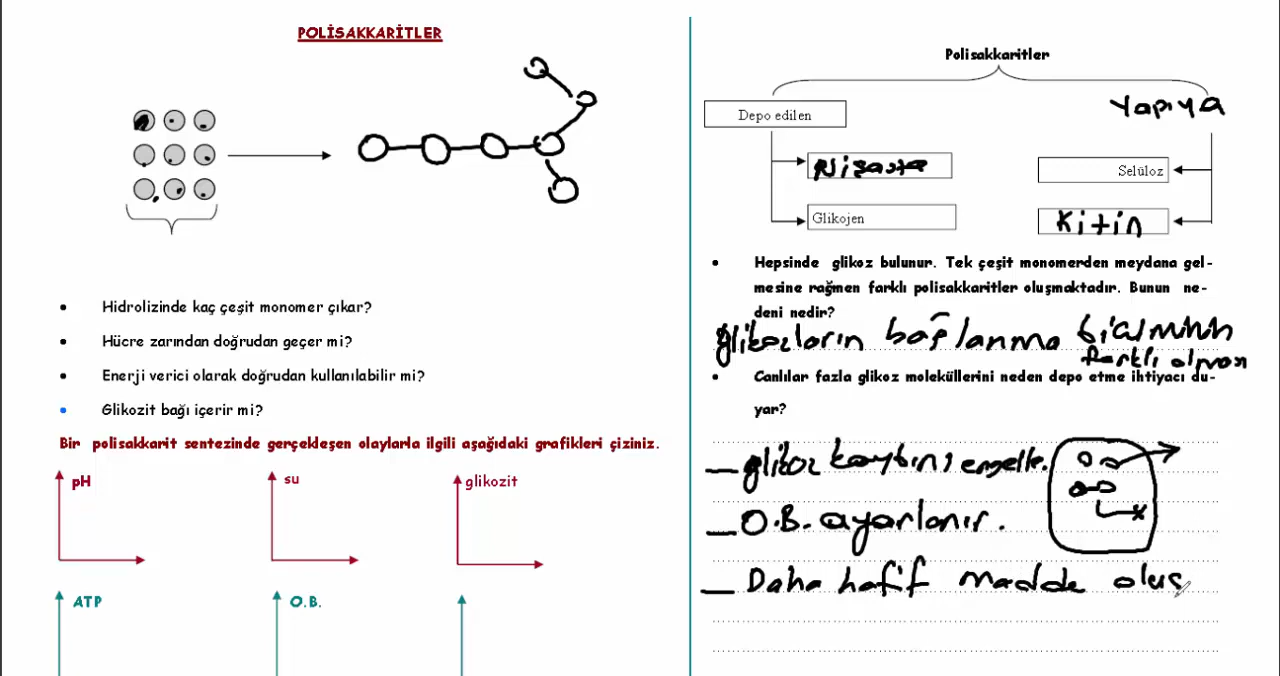 POLİSAKKARİTLER
Hidrolizinde kaç çeşit monomer çıkar?
Hücre zarından doğrudan geçer mi?
Enerji verici olarak doğrudan kullanılabilir mi?
Glikozit bağı içerir mi?
Bir polisakkarit sentezinde gerçekleşen olaylarla ilgili aşağıdaki grafikleri çiziniz.
pH
su
glikozit
ATP
O.B.
Polisakkaritler
Depo edilen
Yapıya
Nişasta
Selüloz
Glikojen
Kitin
Hepsinde glikoz bulunur. Tek çeşit monomerden meydana gel-
mesine rağmen farklı polisakkaritler oluşmaktadır. Bunun ne-
deni nedir?
glikozların bağlanma biçiminin
farklı olması
Canlılar fazla glikoz moleküllerini neden depo etme ihtiyacı du-
yar?
– glikoz kaybını engelle.
– O.B. ayarlanır.
– Daha hafif madde oluş